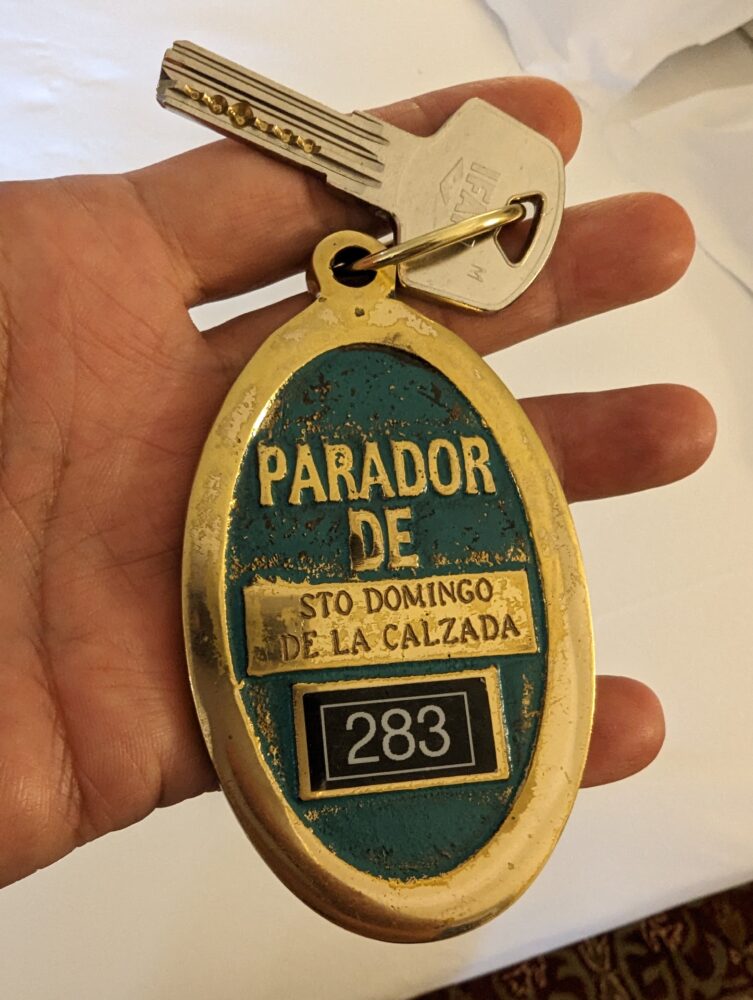 PARADOR
DE
STO DOMINGO
DE LA CALZADA
283
M